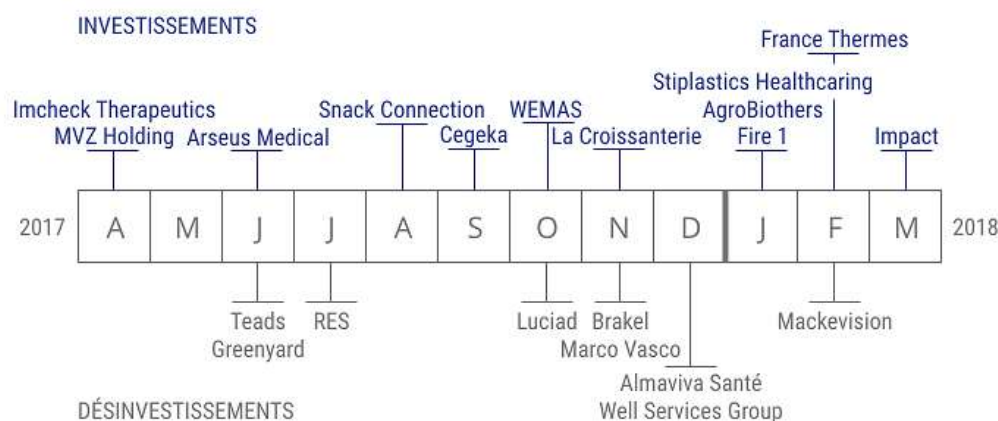 INVESTISSEMENTS
France Thermes
Stiplastics Healthcaring
Imcheck Therapeutics Snack Connection WEMAS AgroBiothers
MVZ Holding Arseus Medical Cegeka La Croissanterie Fire 1 Impact
2017 A M J J A S O N D J F M 2018
Teads RES Luciad Brakel Mackevision
Greenyard Marco Vasco
Almaviva Santé
DÉSINVESTISSEMENTS Well Services Group